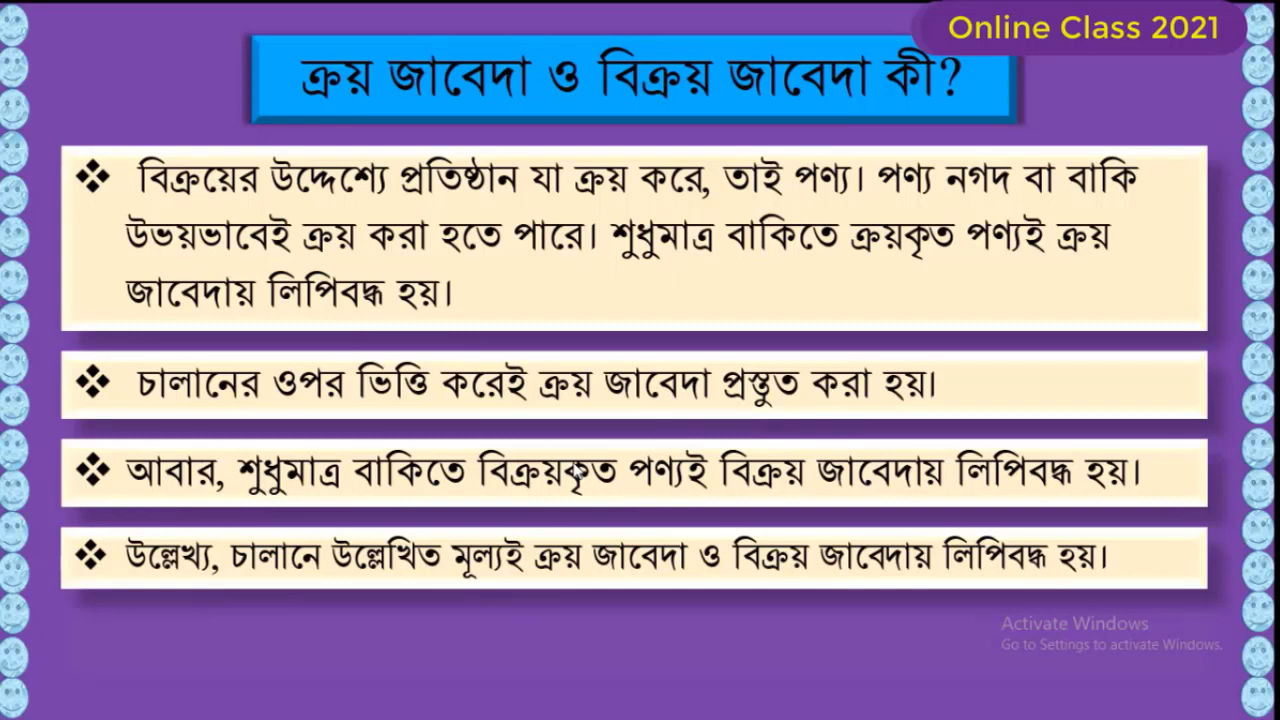 Online Class 2021
ক্রয় জাবেদা ও বিক্রয় জাবেদা কী?
❖ বিক্রয়ের উদ্দেশ্যে প্রতিষ্ঠান যা ক্রয় করে, তাই পণ্য। পণ্য নগদ বা বাকি
উভয়ভাবেই ক্রয় করা হতে পারে। শুধুমাত্র বাকিতে ক্রয়কৃত পণ্যই ক্রয়
জাবেদায় লিপিবদ্ধ হয়।
❖ চালানের ওপর ভিত্তি করেই ক্রয় জাবেদা প্রস্তুত করা হয়।
❖ আবার, শুধুমাত্র বাকিতে বিক্রয়কৃত পণ্যই বিক্রয় জাবেদায় লিপিবদ্ধ হয়।
❖ উল্লেখ্য, চালানে উল্লেখিত মূল্যই ক্রয় জাবেদা ও বিক্রয় জাবেদায় লিপিবদ্ধ হয়।
Activate Windows
Go to Settings to activate Windows.